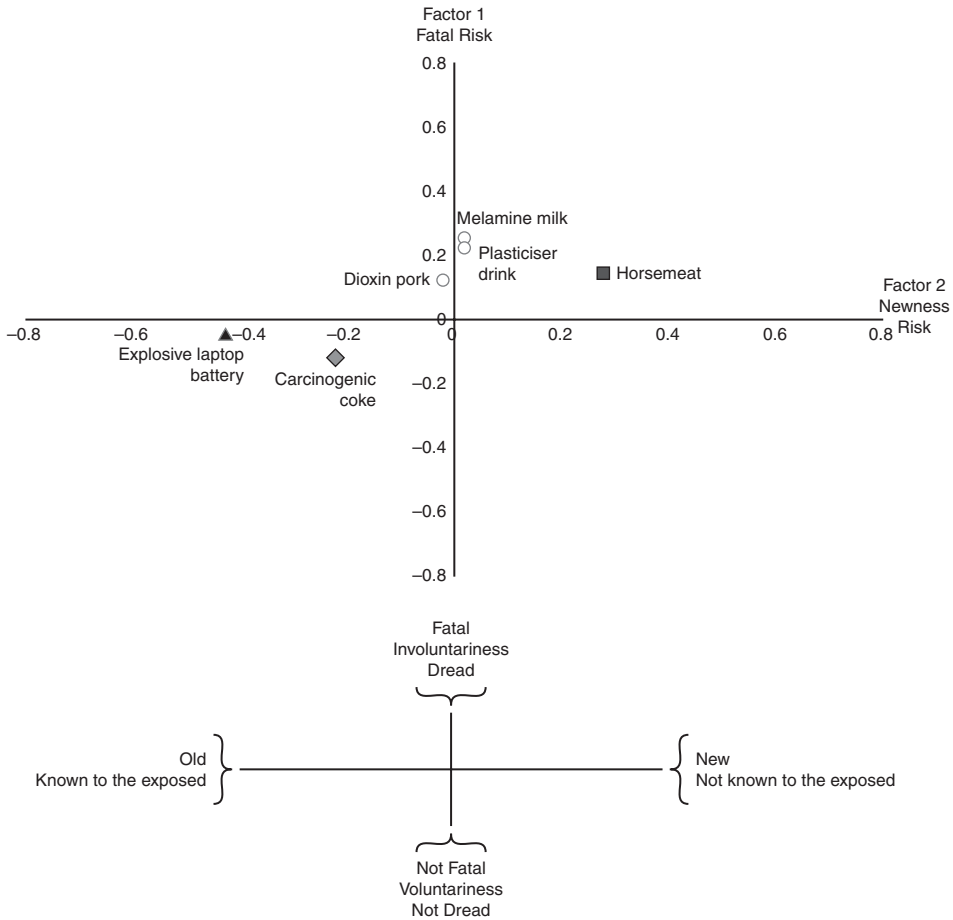 Factor 1
Fatal Risk
0.8
0.6
0.4
Melamine milk
0.2
Plasticiser
drink
Dioxin pork
Horsemeat
Factor 2
Newness
Risk
0
–0.8
–0.6
–0.4
–0.2
0
0.2
0.4
0.6
0.8
Explosive laptop
battery
Carcinogenic
coke
–0.2
–0.4
–0.6
–0.8
Fatal
Involuntariness
Dread
Old
Known to the exposed
New
Not known to the exposed
Not Fatal
Voluntariness
Not Dread